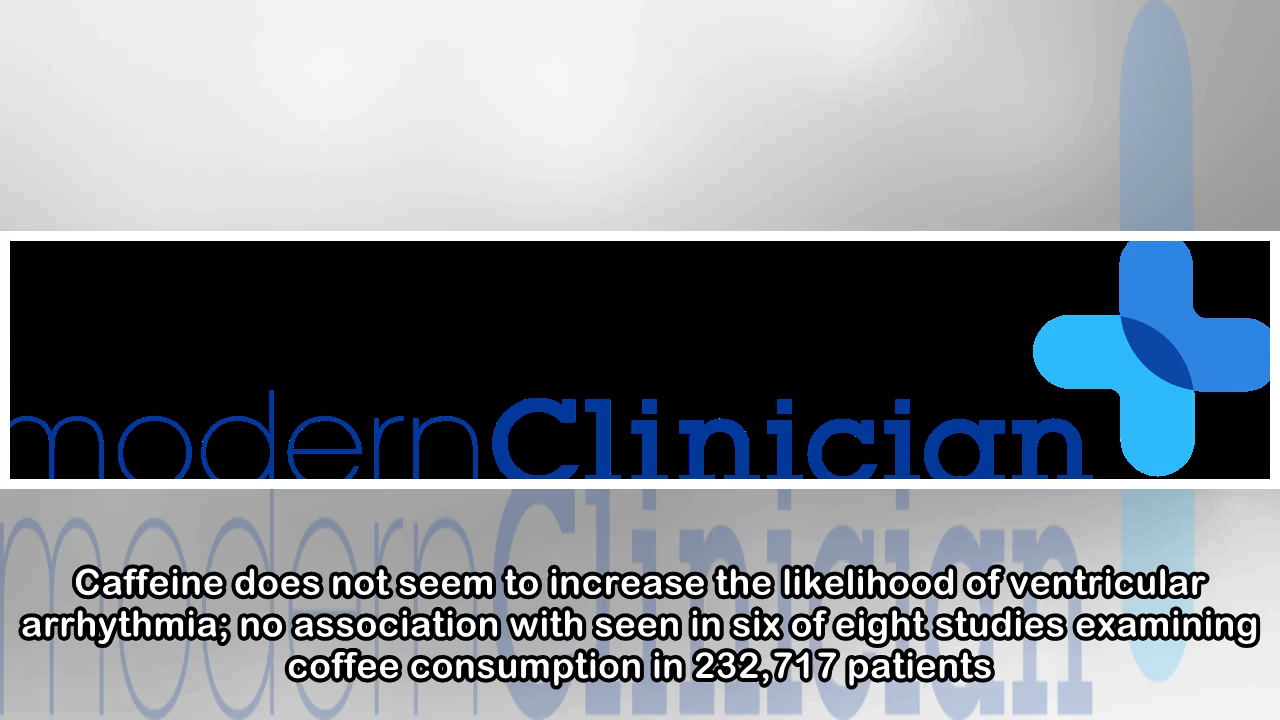 modernClinician
modernClinician
Caffeine does not seem to increase the likelihood of ventricular
arrhythmia; no association with seen in six of eight studies examining
coffee consumption in 232,717 patients